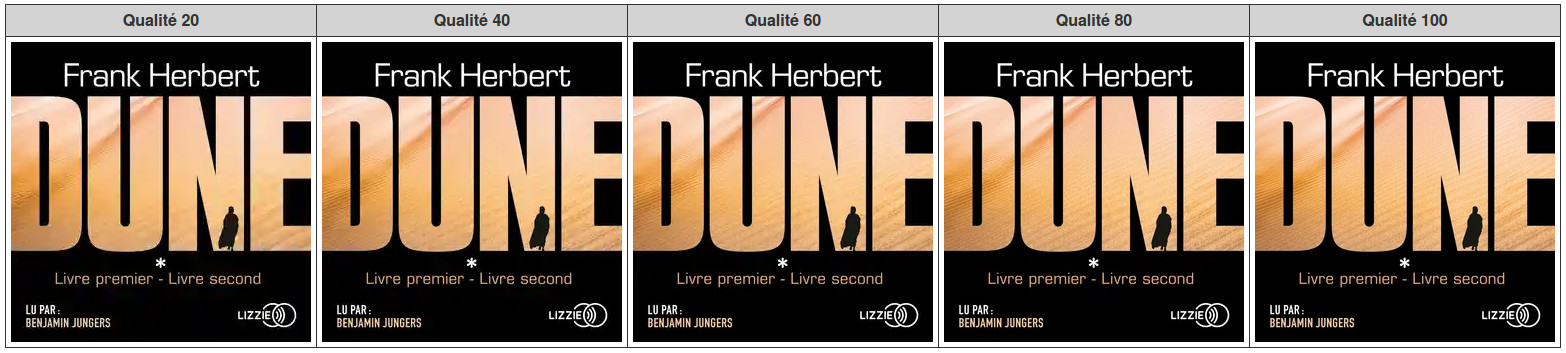 Qualité 20
Qualité 40
Qualité 60
Qualité 80
Qualité 100
Frank Herbert
DUNE
*
Livre premier - Livre second
LU PAR :
BENJAMIN JUNGERS
LIZZIE
Frank Herbert
DUNE
*
Livre premier - Livre second
LU PAR :
BENJAMIN JUNGERS
LIZZIE
Frank Herbert
DUNE
*
Livre premier - Livre second
LU PAR :
BENJAMIN JUNGERS
LIZZIE
Frank Herbert
DUNE
*
Livre premier - Livre second
LU PAR :
BENJAMIN JUNGERS
LIZZIE
Frank Herbert
DUNE
*
Livre premier - Livre second
LU PAR :
BENJAMIN JUNGERS
LIZZIE